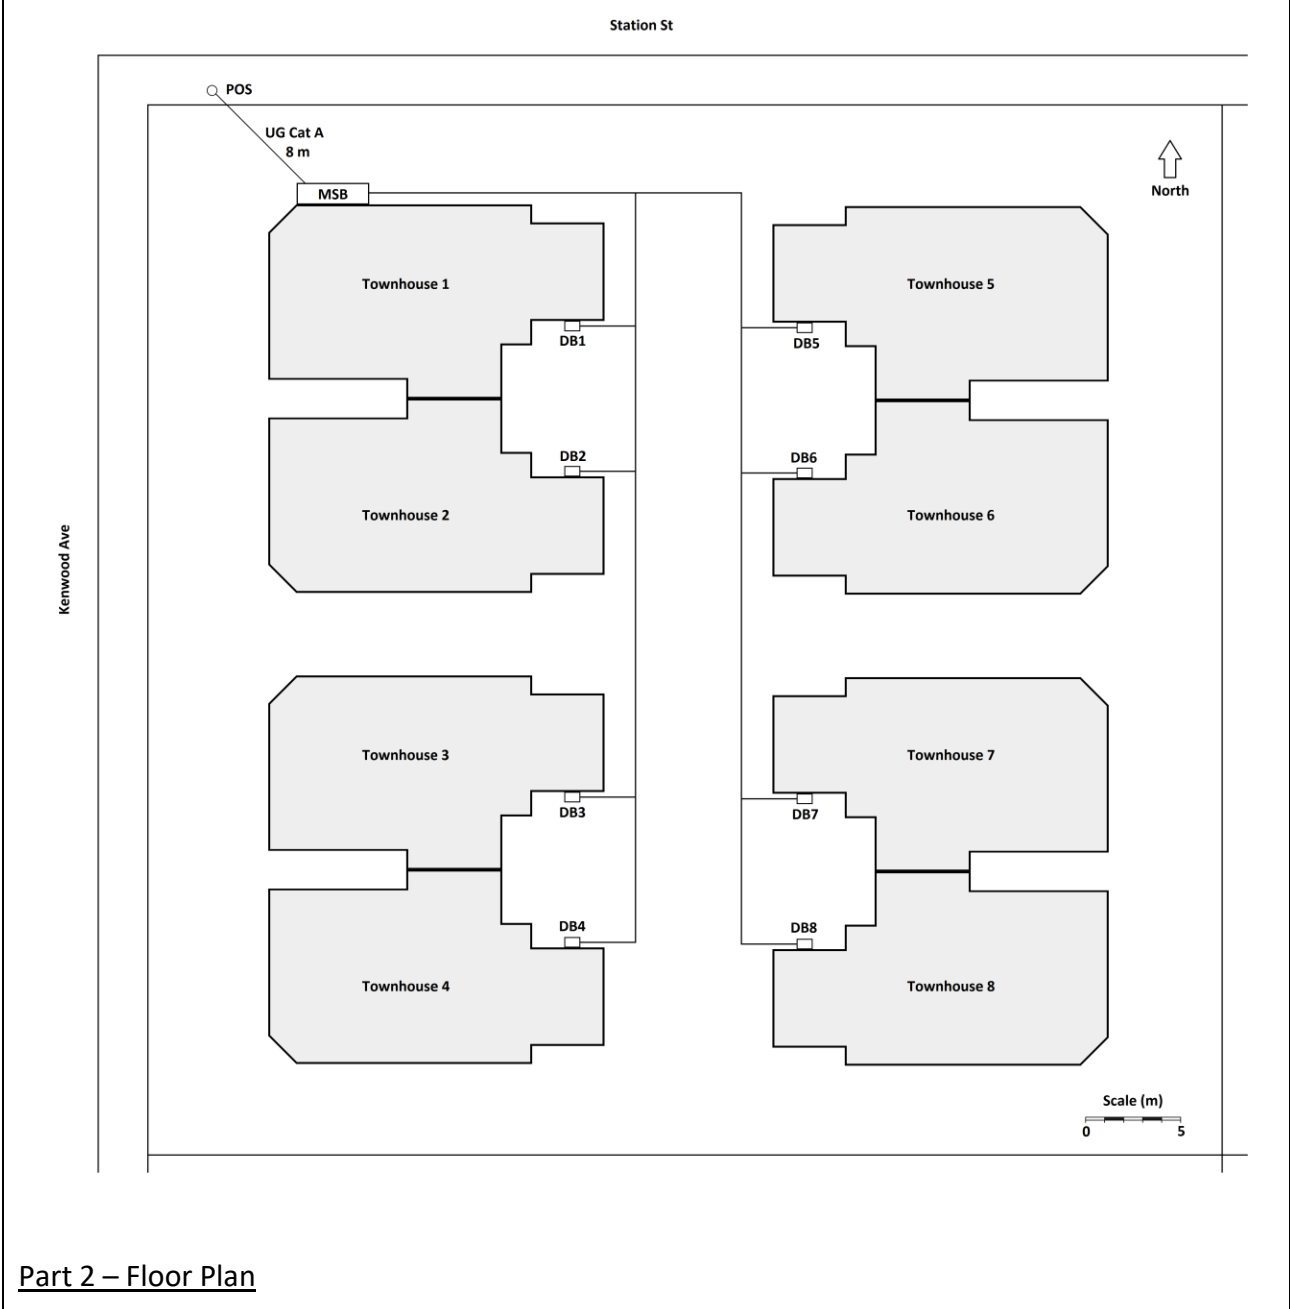 Station St
POS
UG Cat A
8 m
MSB
North
Townhouse 1
Townhouse 5
DB1
DB5
DB2
DB6
Townhouse 2
Townhouse 6
Kenwood Ave
Townhouse 3
Townhouse 7
DB3
DB7
DB4
DB8
Townhouse 4
Townhouse 8
Scale (m)
0 5
Part 2 – Floor Plan